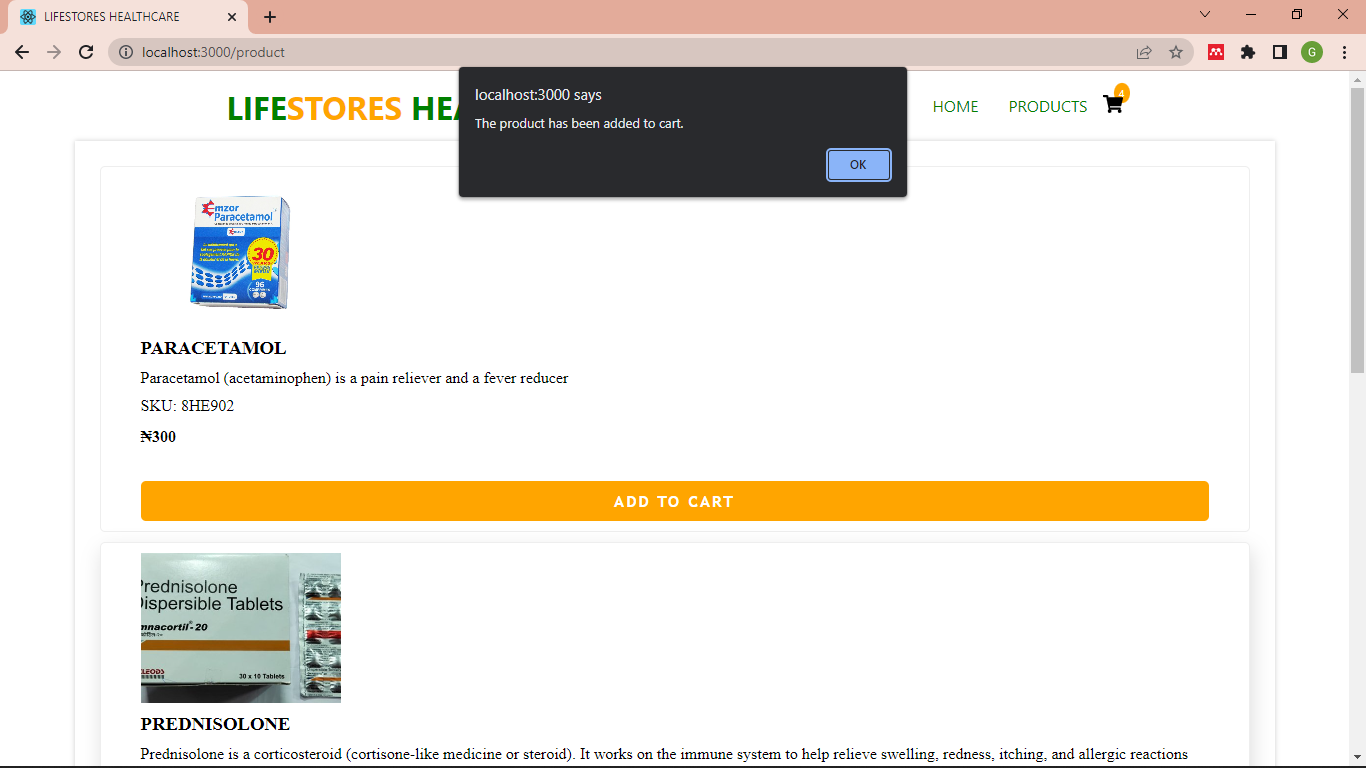 LIFESTORES HEALTHCARE
localhost:3000/product
G
LIFESTORES HEA
HOME
PRODUCTS
4
localhost:3000 says
The product has been added to cart.
OK
Emzor
Paracetamol
30
96
PARACETAMOL
Paracetamol (acetaminophen) is a pain reliever and a fever reducer
SKU: 8HE902
₦300
ADD TO CART
Prednisolone
Dispersible Tablets
mnacortil®-20
CLEODS
30 x 10 Tablets
PREDNISOLONE
Prednisolone is a corticosteroid (cortisone-like medicine or steroid). It works on the immune system to help relieve swelling, redness, itching, and allergic reactions